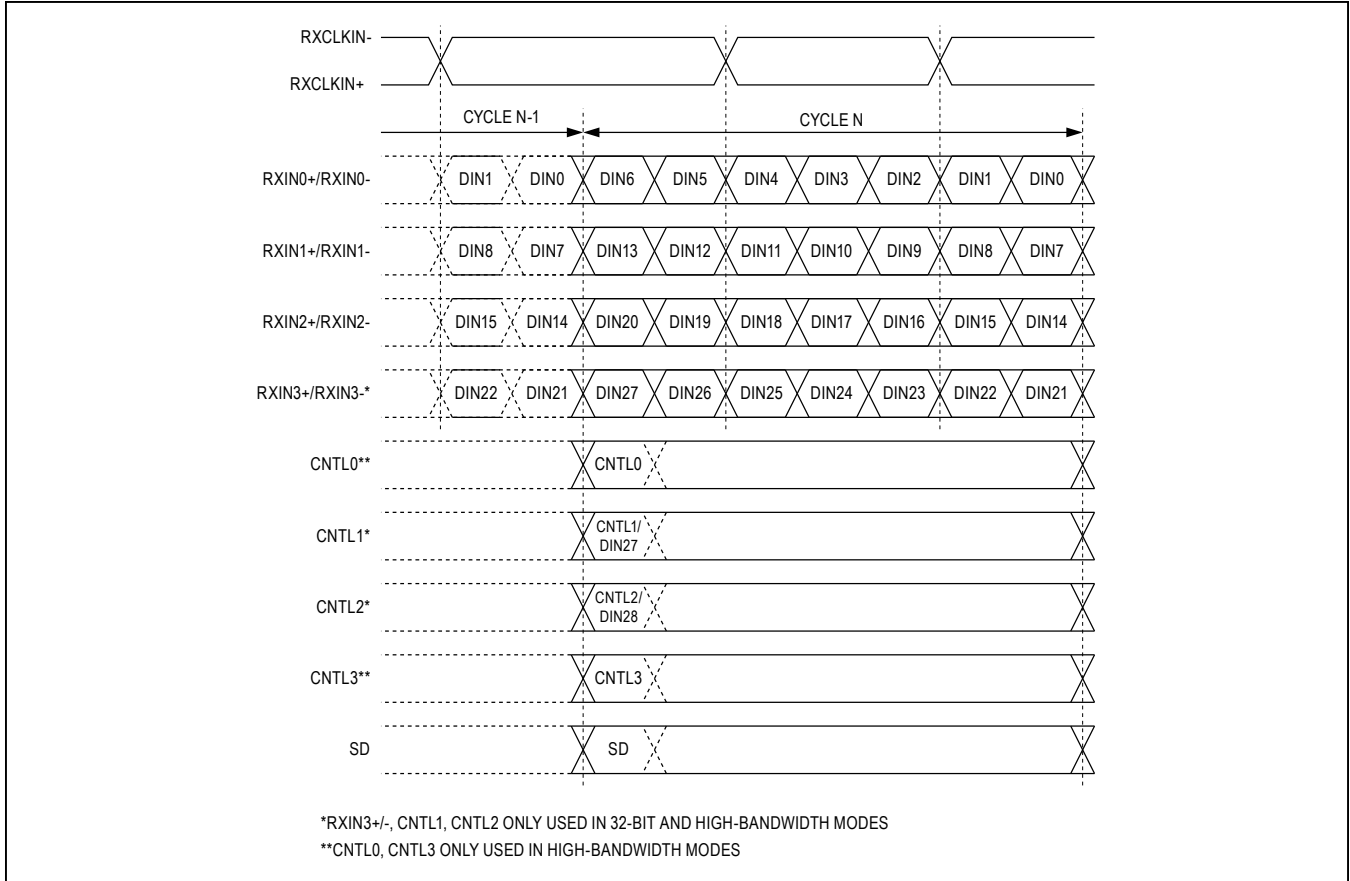 RXCLKIN-
RXCLKIN+
CYCLE N-1 CYCLE N
RXIN0+/RXIN0- DIN1 DIN0 DIN6 DIN5 DIN4 DIN3 DIN2 DIN1 DIN0
RXIN1+/RXIN1- DIN8 DIN7 DIN13 DIN12 DIN11 DIN10 DIN9 DIN8 DIN7
RXIN2+/RXIN2- DIN15 DIN14 DIN20 DIN19 DIN18 DIN17 DIN16 DIN15 DIN14
RXIN3+/RXIN3-* DIN22 DIN21 DIN27 DIN26 DIN25 DIN24 DIN23 DIN22 DIN21
CNTL0** CNTL0
CNTL1* CNTL1/
DIN27
CNTL2* CNTL2/
DIN28
CNTL3** CNTL3
SD SD
*RXIN3+/-, CNTL1, CNTL2 ONLY USED IN 32-BIT AND HIGH-BANDWIDTH MODES
**CNTL0, CNTL3 ONLY USED IN HIGH-BANDWIDTH MODES